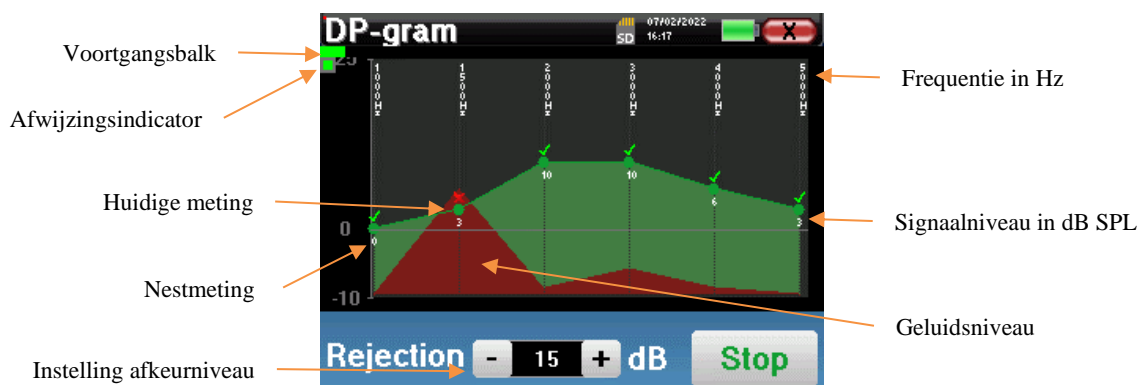 DP-gram
SD
07/02/2022
16:17
X
Voortgangsbalk
Afwijzingsindicator
25
1000Hz
1500Hz
2000Hz
3000Hz
4000Hz
5000Hz
Frequentie in Hz
Huidige meting
10
10
6
3
3
0
0
Signaalniveau in dB SPL
Nestmeting
-10
Geluidsniveau
Instelling afkeurniveau
Rejection - 15 + dB
Stop